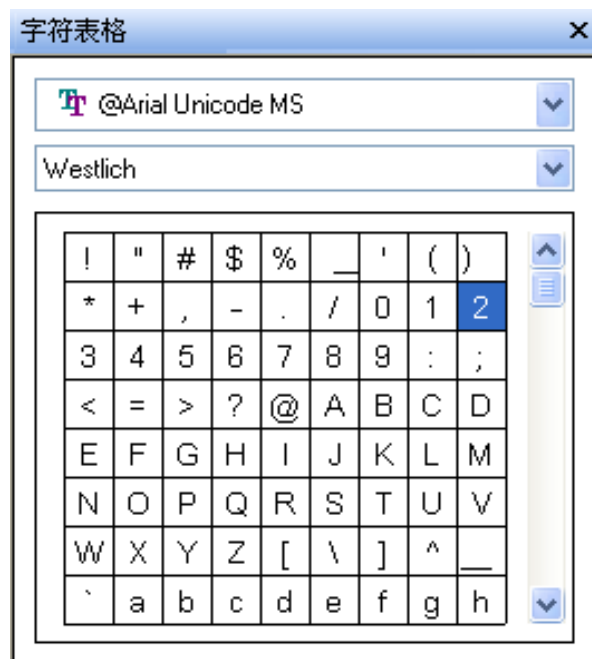 字符表格
@Arial Unicode MS
Westlich
! " # $ % _ ' ( )
* + , - . / 0 1 2
3 4 5 6 7 8 9 : ;
< = > ? @ A B C D
E F G H I J K L M
N O P Q R S T U V
W X Y Z [ \ ] ^ _
` a b c d e f g h